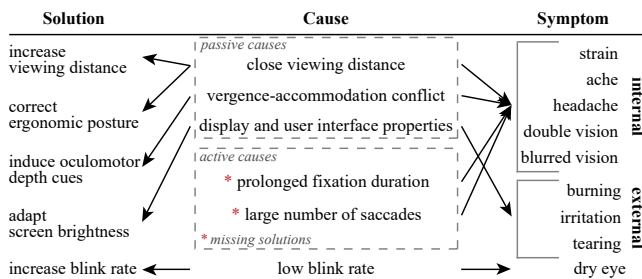 Solution Cause Symptom
increase
viewing distance
correct
ergonomic posture
induce oculomotor
depth cues
adapt
screen brightness
increase blink rate
passive causes
close viewing distance
vergence-accommodation conflict
display and user interface properties
active causes
* prolonged fixation duration
* large number of saccades
* missing solutions
low blink rate
strain
ache
headache
double vision
blurred vision
internal
burning
irritation
tearing
external
dry eye